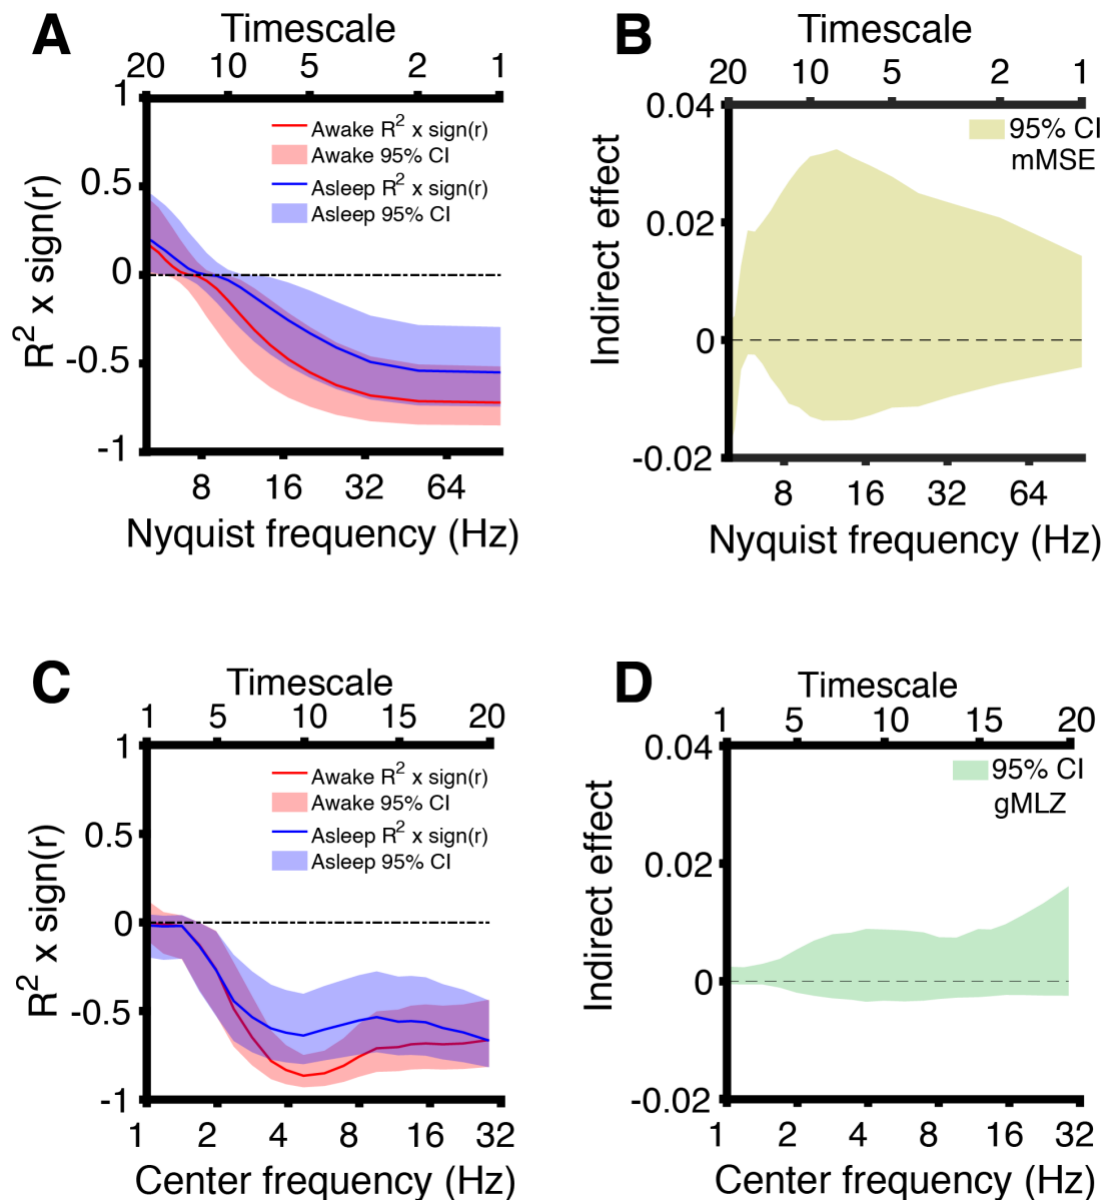 A
Timescale
20 10 5 2 1
1
0.5
0
-0.5
-1
R² x sign(r)
Awake R² x sign(r)
Awake 95% CI
Asleep R² x sign(r)
Asleep 95% CI
8 16 32 64
Nyquist frequency (Hz)
B
Timescale
20 10 5 2 1
0.04
0.02
0
-0.02
Indirect effect
95% CI
mMSE
8 16 32 64
Nyquist frequency (Hz)
C
Timescale
1 5 10 15 20
1
0.5
0
-0.5
-1
R² x sign(r)
Awake R² x sign(r)
Awake 95% CI
Asleep R² x sign(r)
Asleep 95% CI
1 2 4 8 16 32
Center frequency (Hz)
D
Timescale
1 5 10 15 20
0.04
0.02
0
-0.02
Indirect effect
95% CI
gMLZ
1 2 4 8 16 32
Center frequency (Hz)